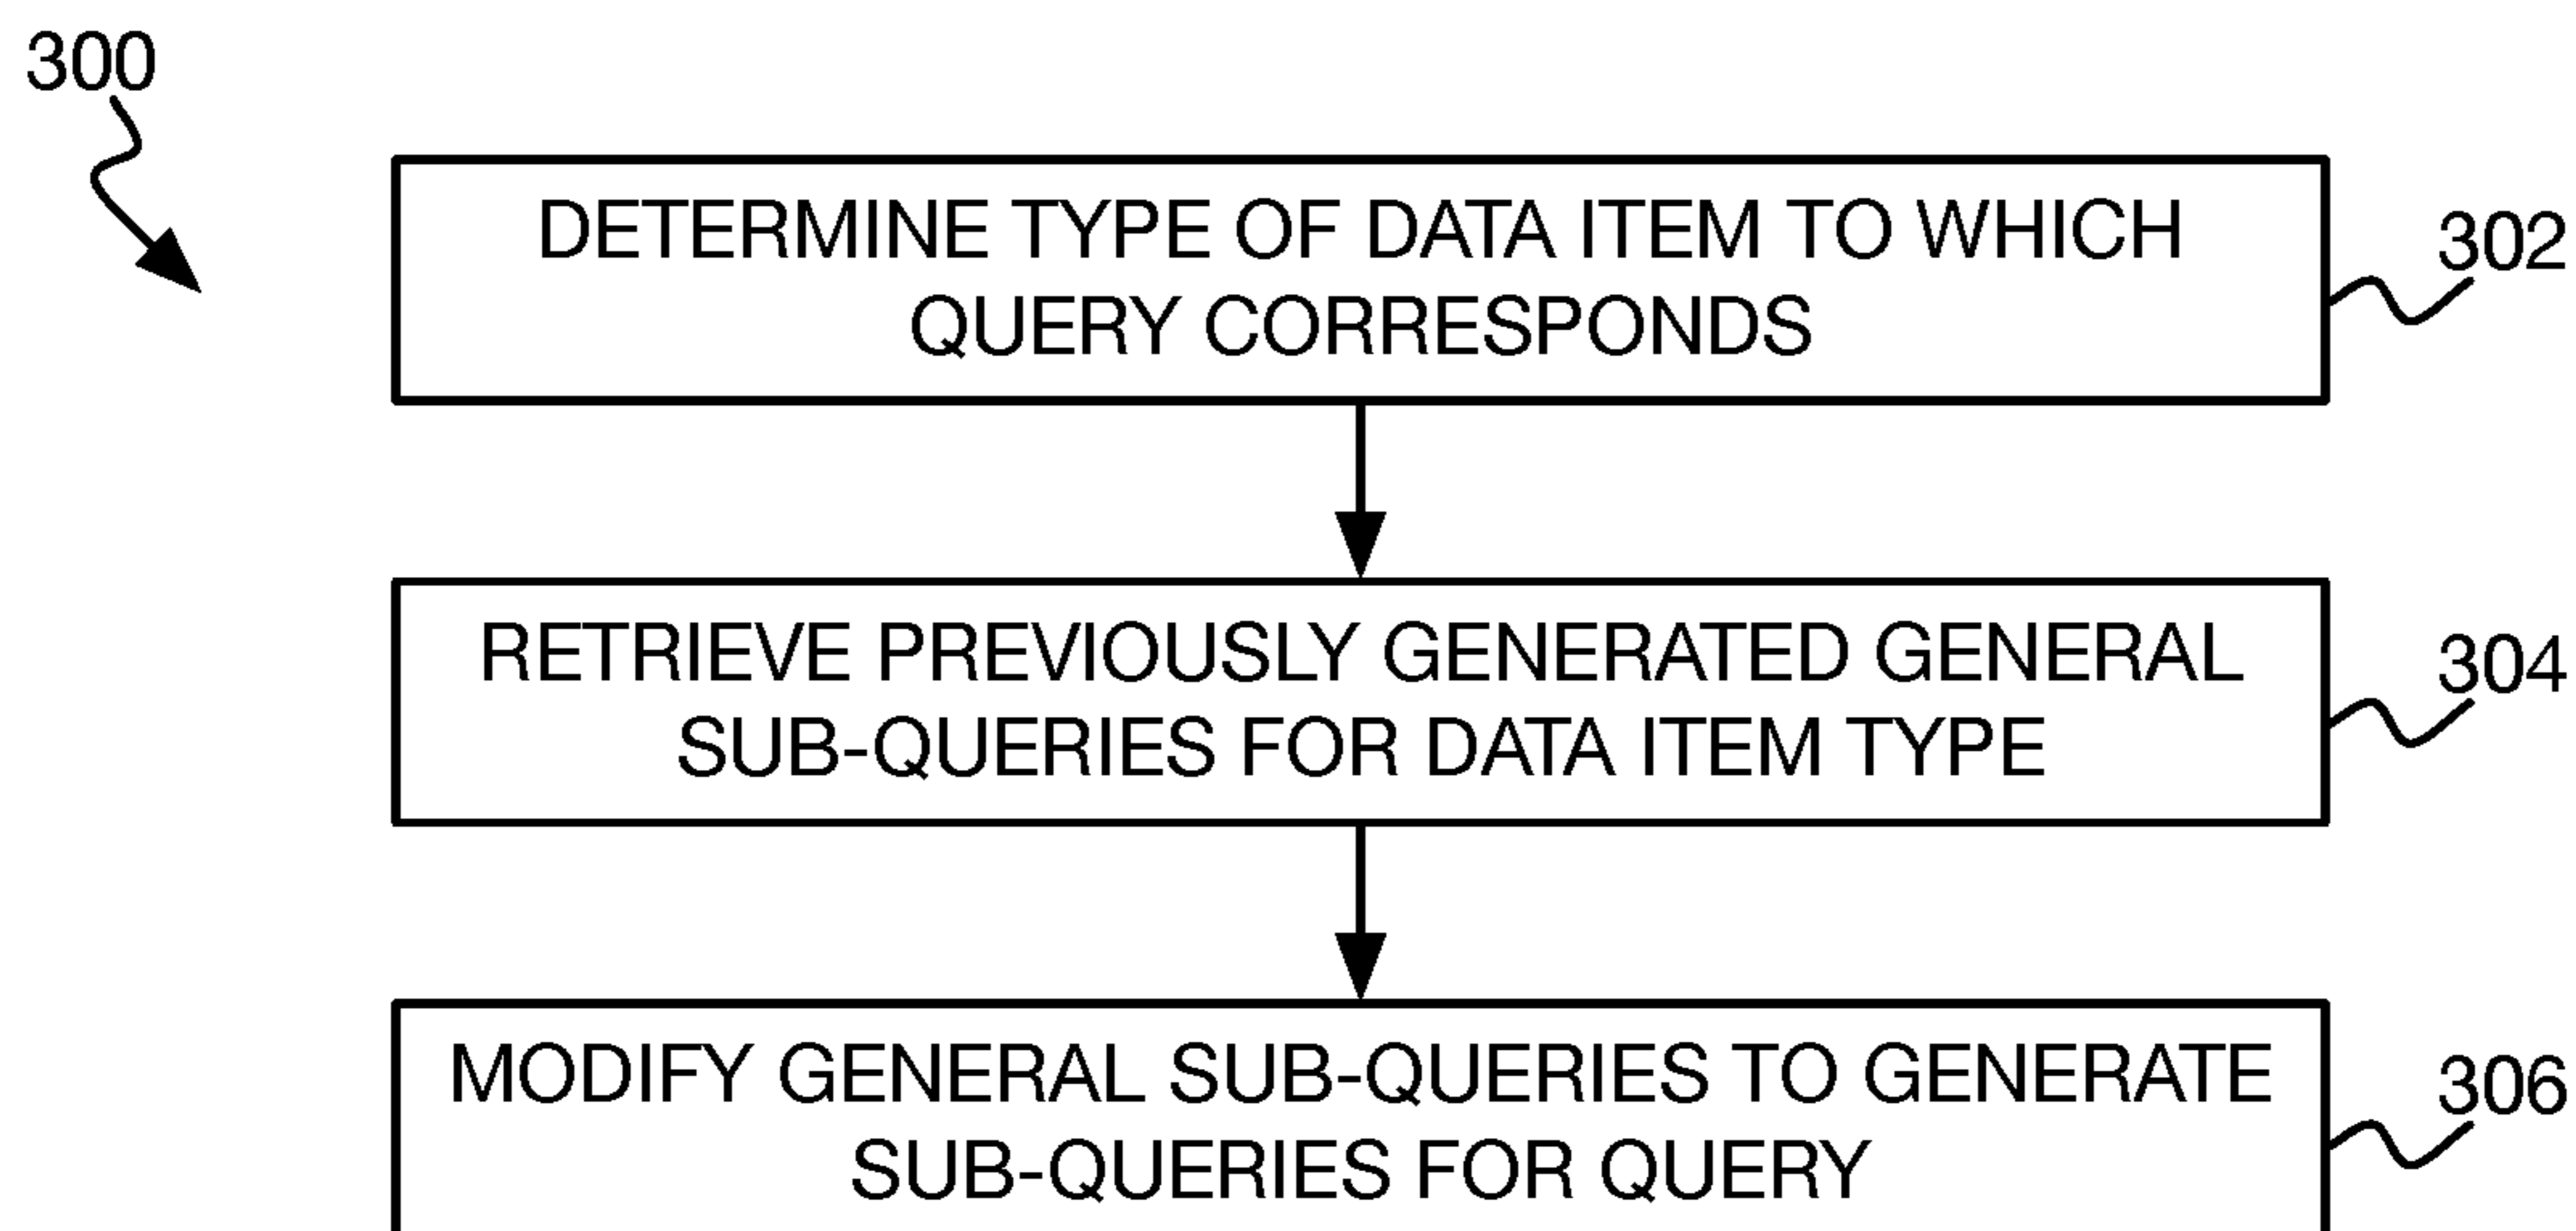 300
DETERMINE TYPE OF DATA ITEM TO WHICH
QUERY CORRESPONDS
302
RETRIEVE PREVIOUSLY GENERATED GENERAL
SUB-QUERIES FOR DATA ITEM TYPE
304
MODIFY GENERAL SUB-QUERIES TO GENERATE
SUB-QUERIES FOR QUERY
306